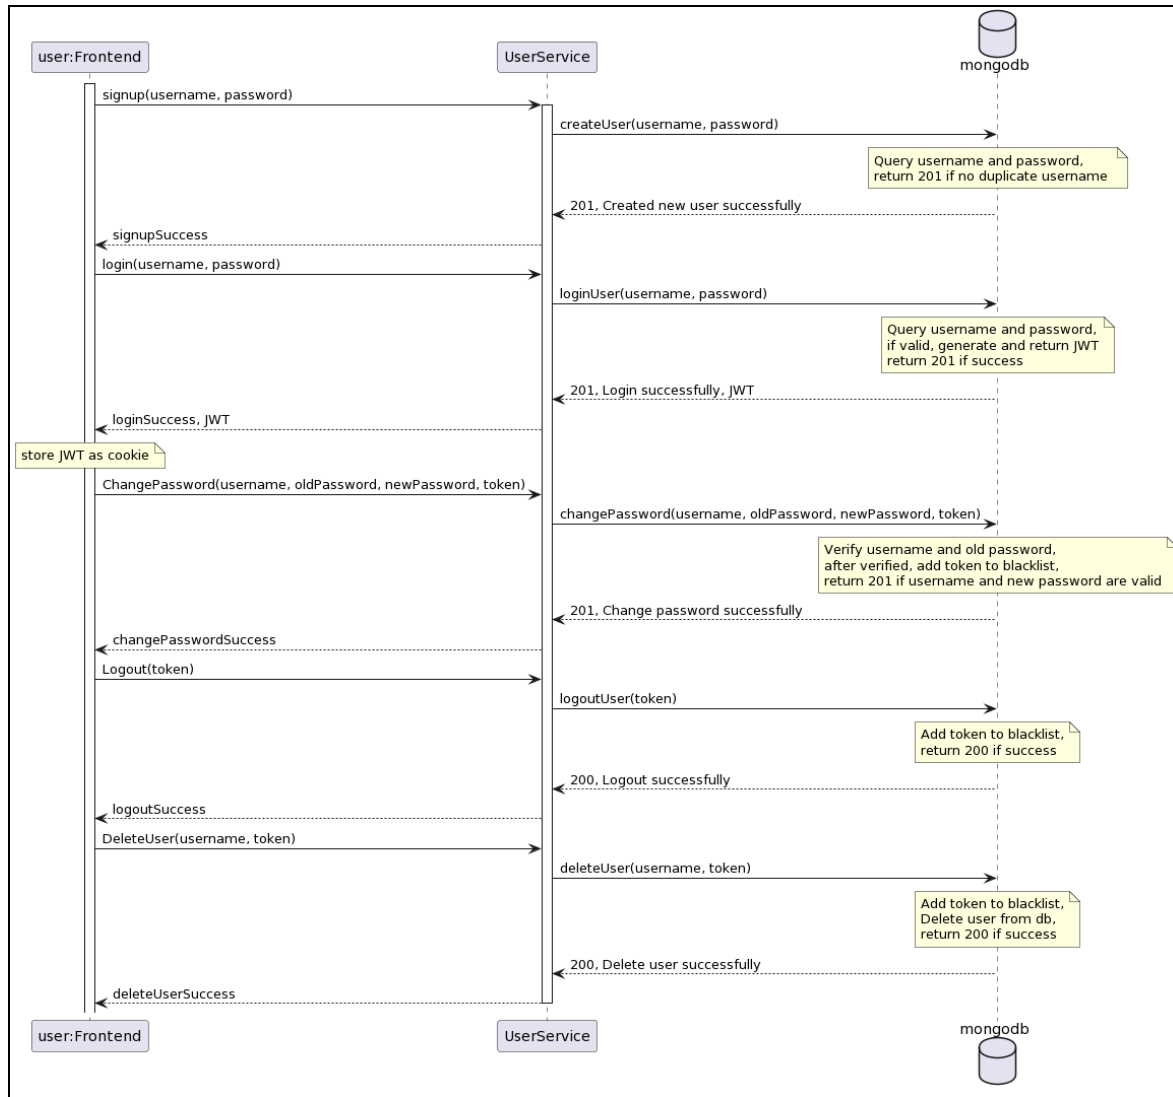 user:Frontend
UserService
mongodb
signup(username, password)
createUser(username, password)
Query username and password,
return 201 if no duplicate username
201, Created new user successfully
signupSuccess
login(username, password)
loginUser(username, password)
Query username and password,
if valid, generate and return JWT
return 201 if success
201, Login successfully, JWT
loginSuccess, JWT
store JWT as cookie
ChangePassword(username, oldPassword, newPassword, token)
changePassword(username, oldPassword, newPassword, token)
Verify username and old password,
after verified, add token to blacklist,
return 201 if username and new password are valid
201, Change password successfully
changePasswordSuccess
Logout(token)
logoutUser(token)
Add token to blacklist,
return 200 if success
200, Logout successfully
logoutSuccess
DeleteUser(username, token)
deleteUser(username, token)
Add token to blacklist,
Delete user from db,
return 200 if success
200, Delete user successfully
deleteUserSuccess
user:Frontend
UserService
mongodb